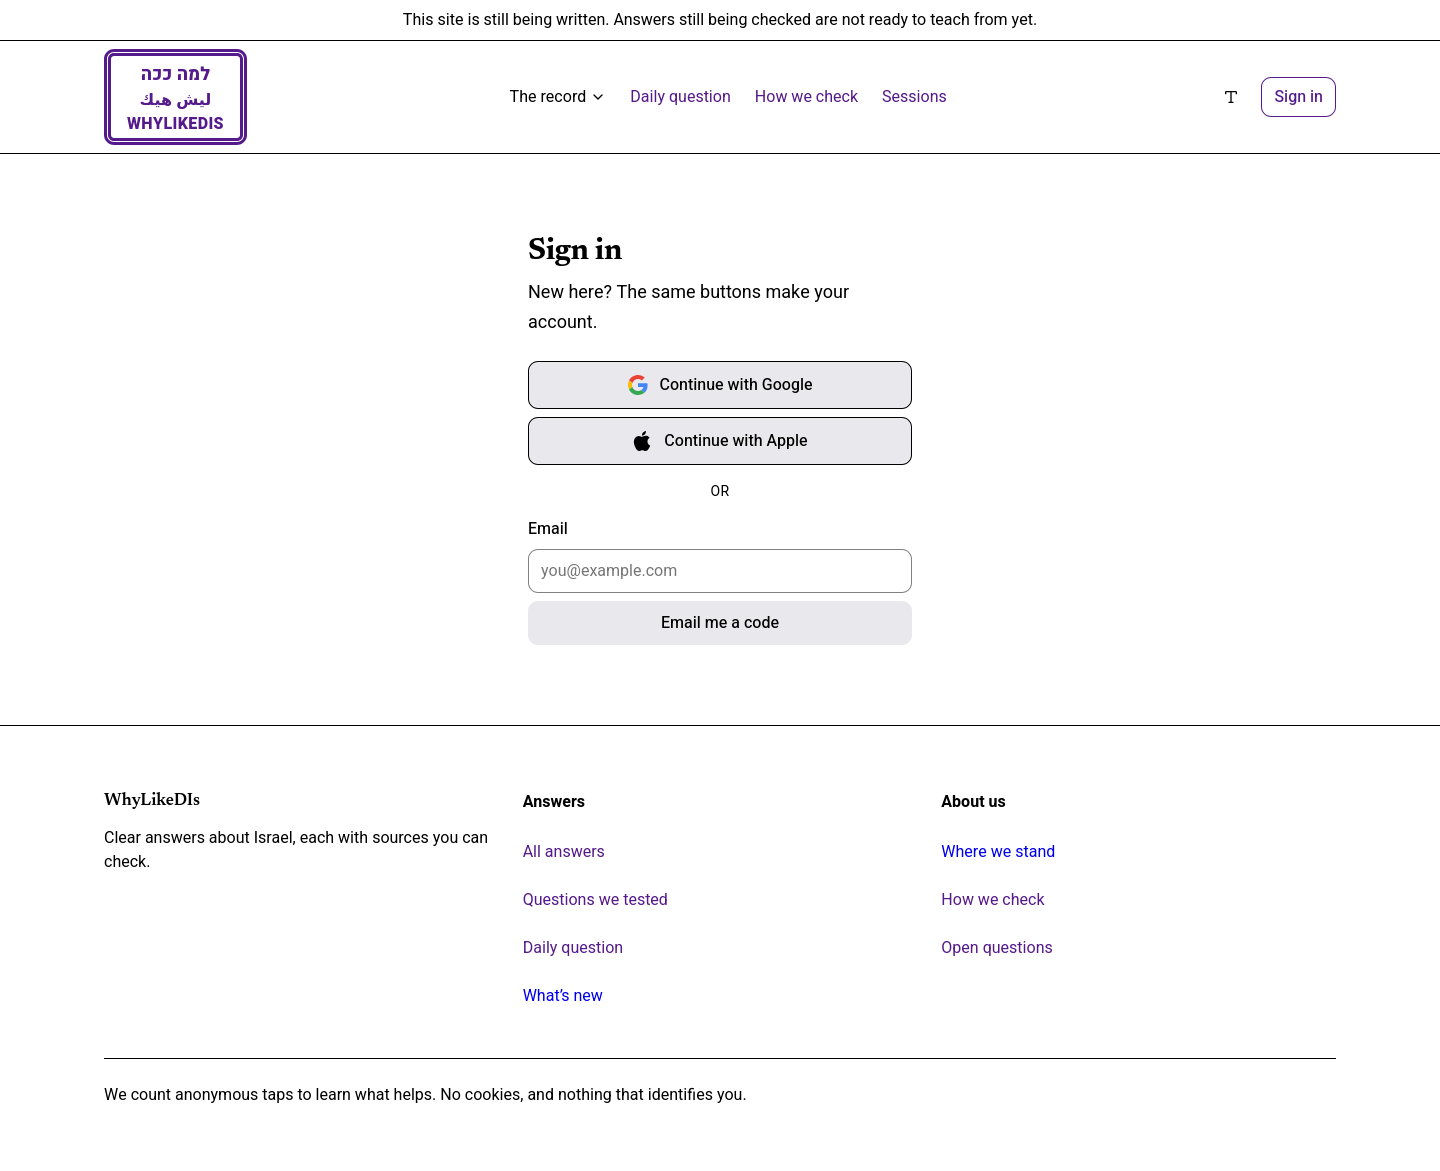 This site is still being written. Answers still being checked are not ready to teach from yet.
למה ככה
ليش هيك
WHYLIKEDIS
The record
Daily question
How we check
Sessions
T
Sign in
Sign in
New here? The same buttons make your
account.
Continue with Google
Continue with Apple
OR
Email
you@example.com
Email me a code
WhyLikeDIs
Clear answers about Israel, each with sources you can
check.
Answers
All answers
Questions we tested
Daily question
What’s new
About us
Where we stand
How we check
Open questions
We count anonymous taps to learn what helps. No cookies, and nothing that identifies you.